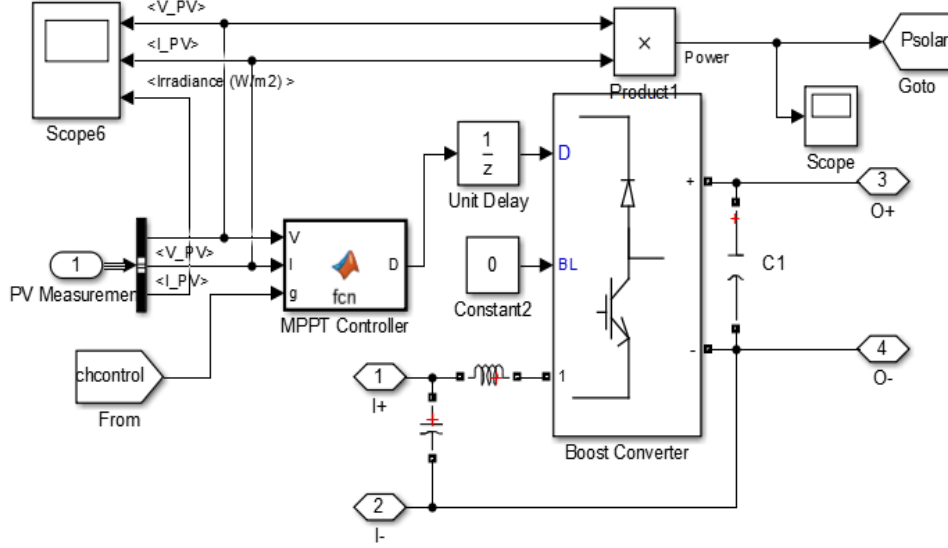 <V_PV>
<I_PV>
<Irradiance (W/m2) >
Scope6
×
Product1
Power
Psolar
Goto
Scope
1
z
Unit Delay
D
+
3
O+
1
PV Measuremen
<V_PV>
<I_PV>
V
I
g
D
fcn
MPPT Controller
0
Constant2
BL
C1
chcontrol
From
1
I+
1
-
4
O-
Boost Converter
2
I-